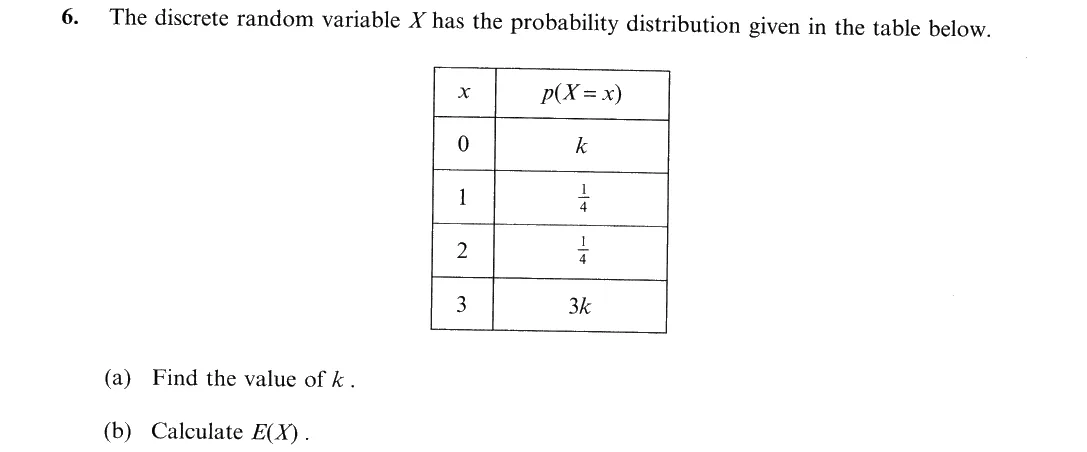 6. The discrete random variable X has the probability distribution given in the table below.
x p(X = x)
0 k
1 1/4
2 1/4
3 3k
(a) Find the value of k .
(b) Calculate E(X) .